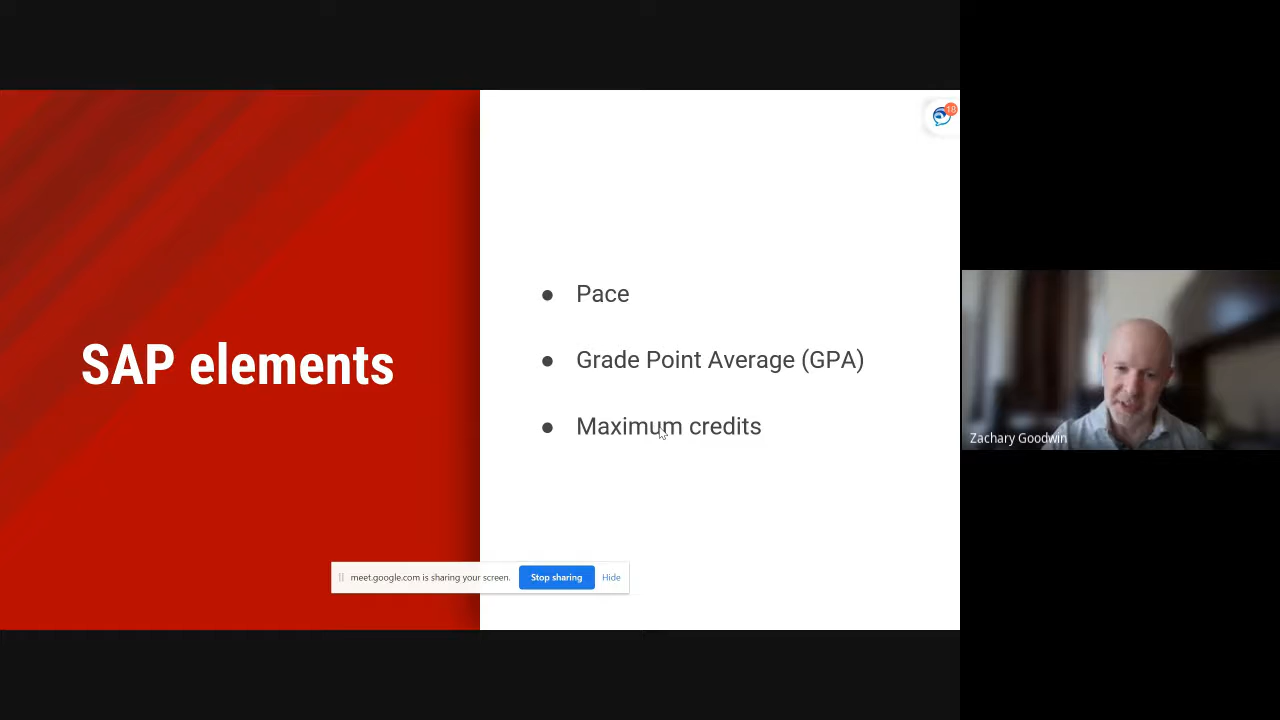 SAP elements
● Pace
● Grade Point Average (GPA)
● Maximum credits
meet.google.com is sharing your screen. Stop sharing Hide
Zachary Goodwin